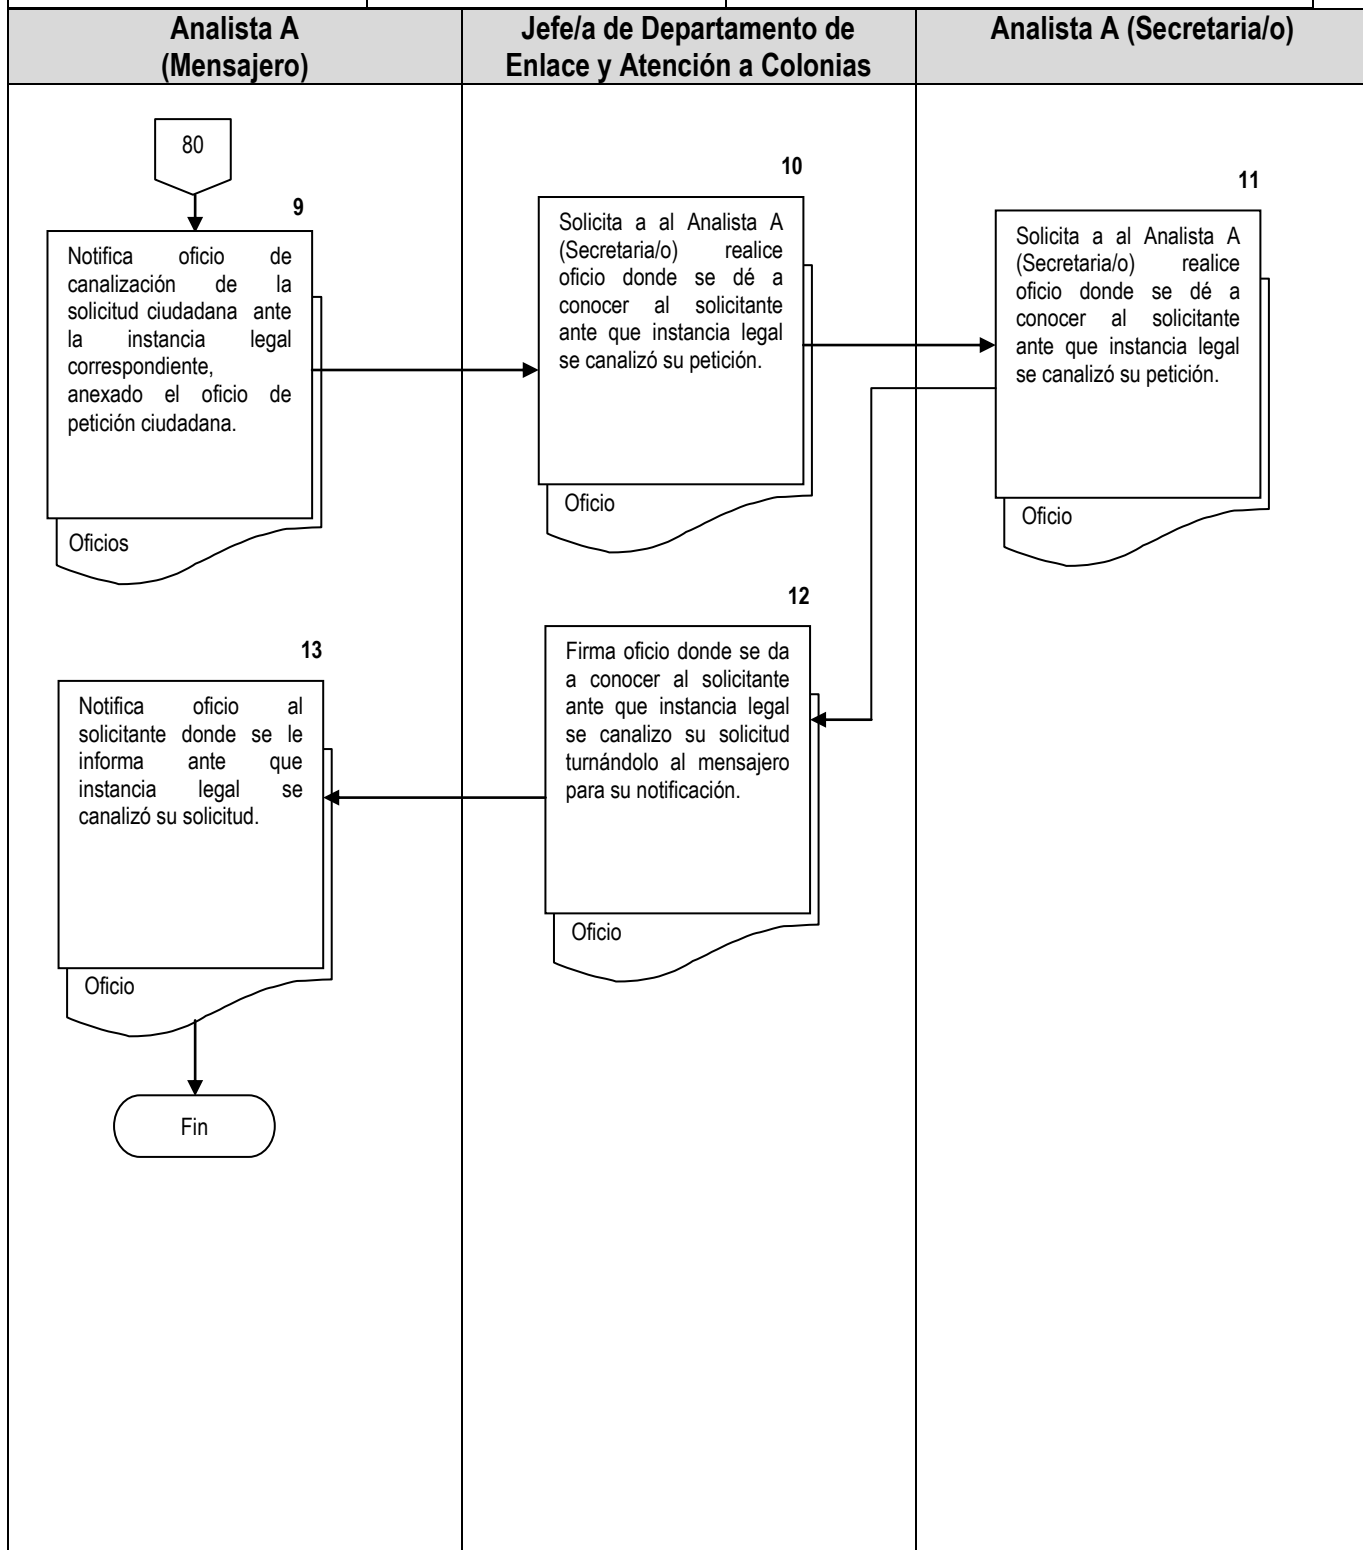 Analista A
(Mensajero)
Jefe/a de Departamento de
Enlace y Atención a Colonias
Analista A (Secretaria/o)
80
9
Notifica oficio de
canalización de la
solicitud ciudadana ante
la instancia legal
correspondiente,
anexado el oficio de
petición ciudadana.
Oficios
10
Solicita a al Analista A
(Secretaria/o) realice
oficio donde se dé a
conocer al solicitante
ante que instancia legal
se canalizó su petición.
Oficio
11
Solicita a al Analista A
(Secretaria/o) realice
oficio donde se dé a
conocer al solicitante
ante que instancia legal
se canalizó su petición.
Oficio
12
Firma oficio donde se da
a conocer al solicitante
ante que instancia legal
se canalizo su solicitud
turnándolo al mensajero
para su notificación.
Oficio
13
Notifica oficio al
solicitante donde se le
informa ante que
instancia legal se
canalizó su solicitud.
Oficio
Fin